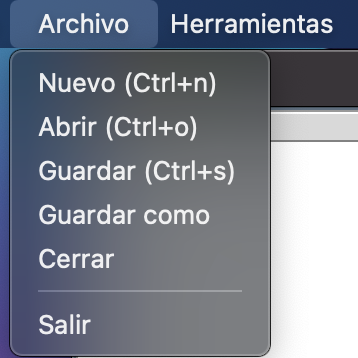 Archivo Herramientas
Nuevo (Ctrl+n)
Abrir (Ctrl+o)
Guardar (Ctrl+s)
Guardar como
Cerrar
Salir